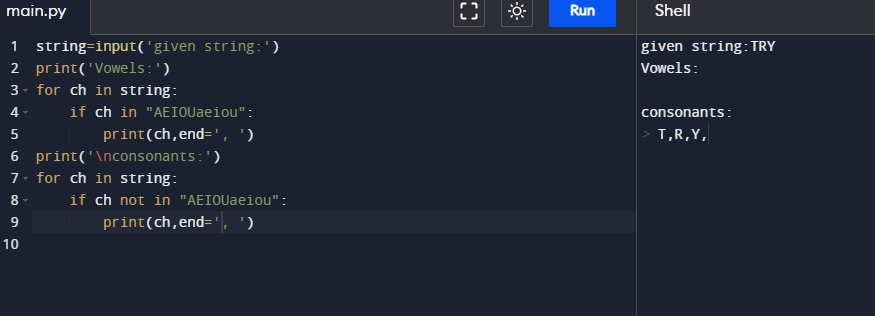 main.py
Run
Shell
1 string=input('given string:')
2 print('Vowels:')
3 for ch in string:
4     if ch in "AEIOUaeiou":
5         print(ch,end=', ')
6 print('\nconsonants:')
7 for ch in string:
8     if ch not in "AEIOUaeiou":
9         print(ch,end=', ')
10
given string:TRY
Vowels:
consonants:
> T,R,Y,